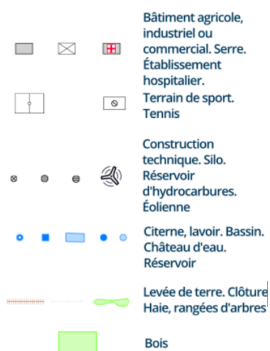 Bâtiment agricole,
industriel ou
commercial. Serre.
Établissement
hospitalier.
Terrain de sport.
Tennis
Construction
technique. Silo.
Réservoir
d'hydrocarbures.
Éolienne
Citerne, lavoir. Bassin.
Château d'eau.
Réservoir
Levée de terre. Clôture
Haie, rangées d'arbres
Bois